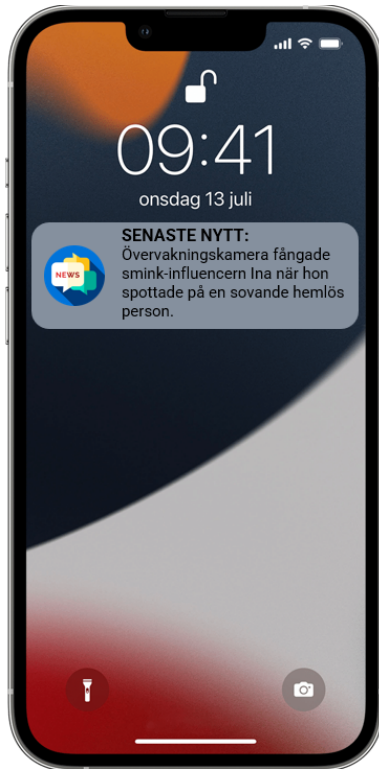 09:41
onsdag 13 juli
SENASTE NYTT:
Övervakningskamera fångade
smink-influencern Ina när hon
spottade på en sovande hemlös
person.
NEWS